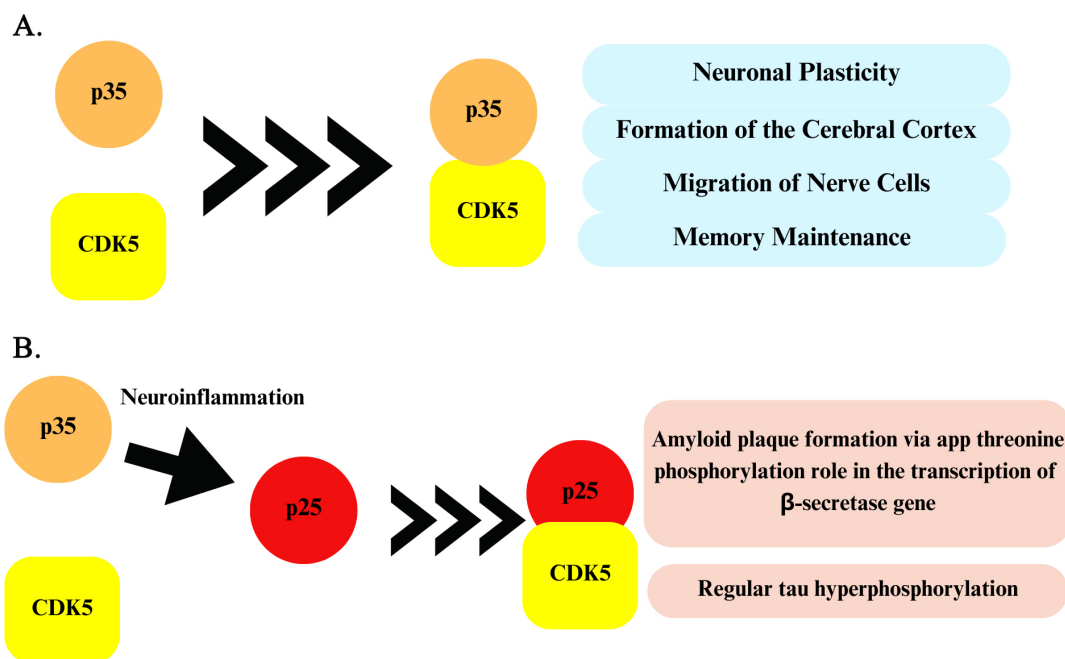 A.
p35
CDK5
p35
CDK5
Neuronal Plasticity
Formation of the Cerebral Cortex
Migration of Nerve Cells
Memory Maintenance
B.
p35
Neuroinflammation
p25
CDK5
p25
CDK5
Amyloid plaque formation via app threonine
phosphorylation role in the transcription of
β-secretase gene
Regular tau hyperphosphorylation